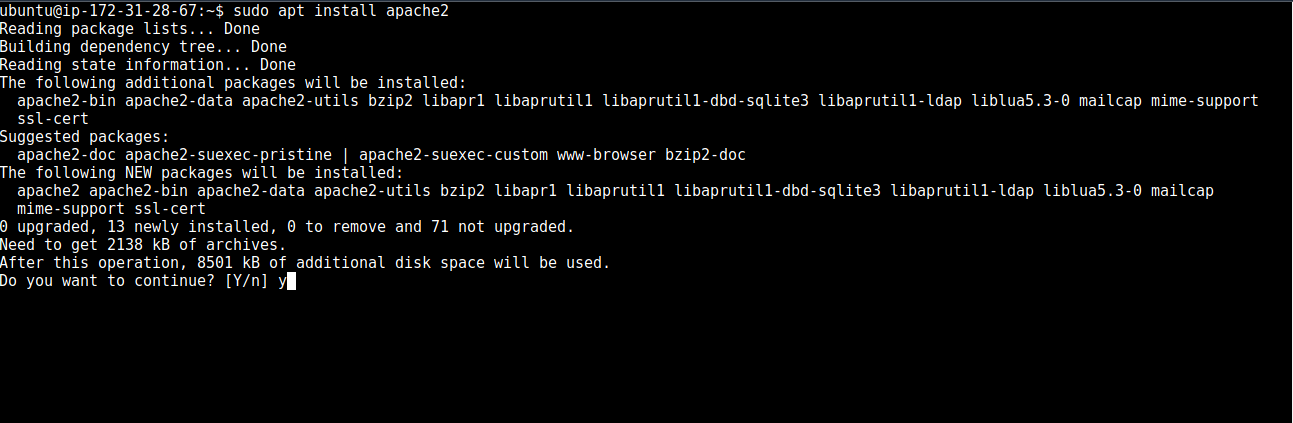 ubuntu@ip-172-31-28-67:~$ sudo apt install apache2
Reading package lists... Done
Building dependency tree... Done
Reading state information... Done
The following additional packages will be installed:
  apache2-bin apache2-data apache2-utils bzip2 libapr1 libaprutil1 libaprutil1-dbd-sqlite3 libaprutil1-ldap liblua5.3-0 mailcap mime-support
  ssl-cert
Suggested packages:
  apache2-doc apache2-suexec-pristine | apache2-suexec-custom www-browser bzip2-doc
The following NEW packages will be installed:
  apache2 apache2-bin apache2-data apache2-utils bzip2 libapr1 libaprutil1 libaprutil1-dbd-sqlite3 libaprutil1-ldap liblua5.3-0 mailcap
  mime-support ssl-cert
0 upgraded, 13 newly installed, 0 to remove and 71 not upgraded.
Need to get 2138 kB of archives.
After this operation, 8501 kB of additional disk space will be used.
Do you want to continue? [Y/n] y